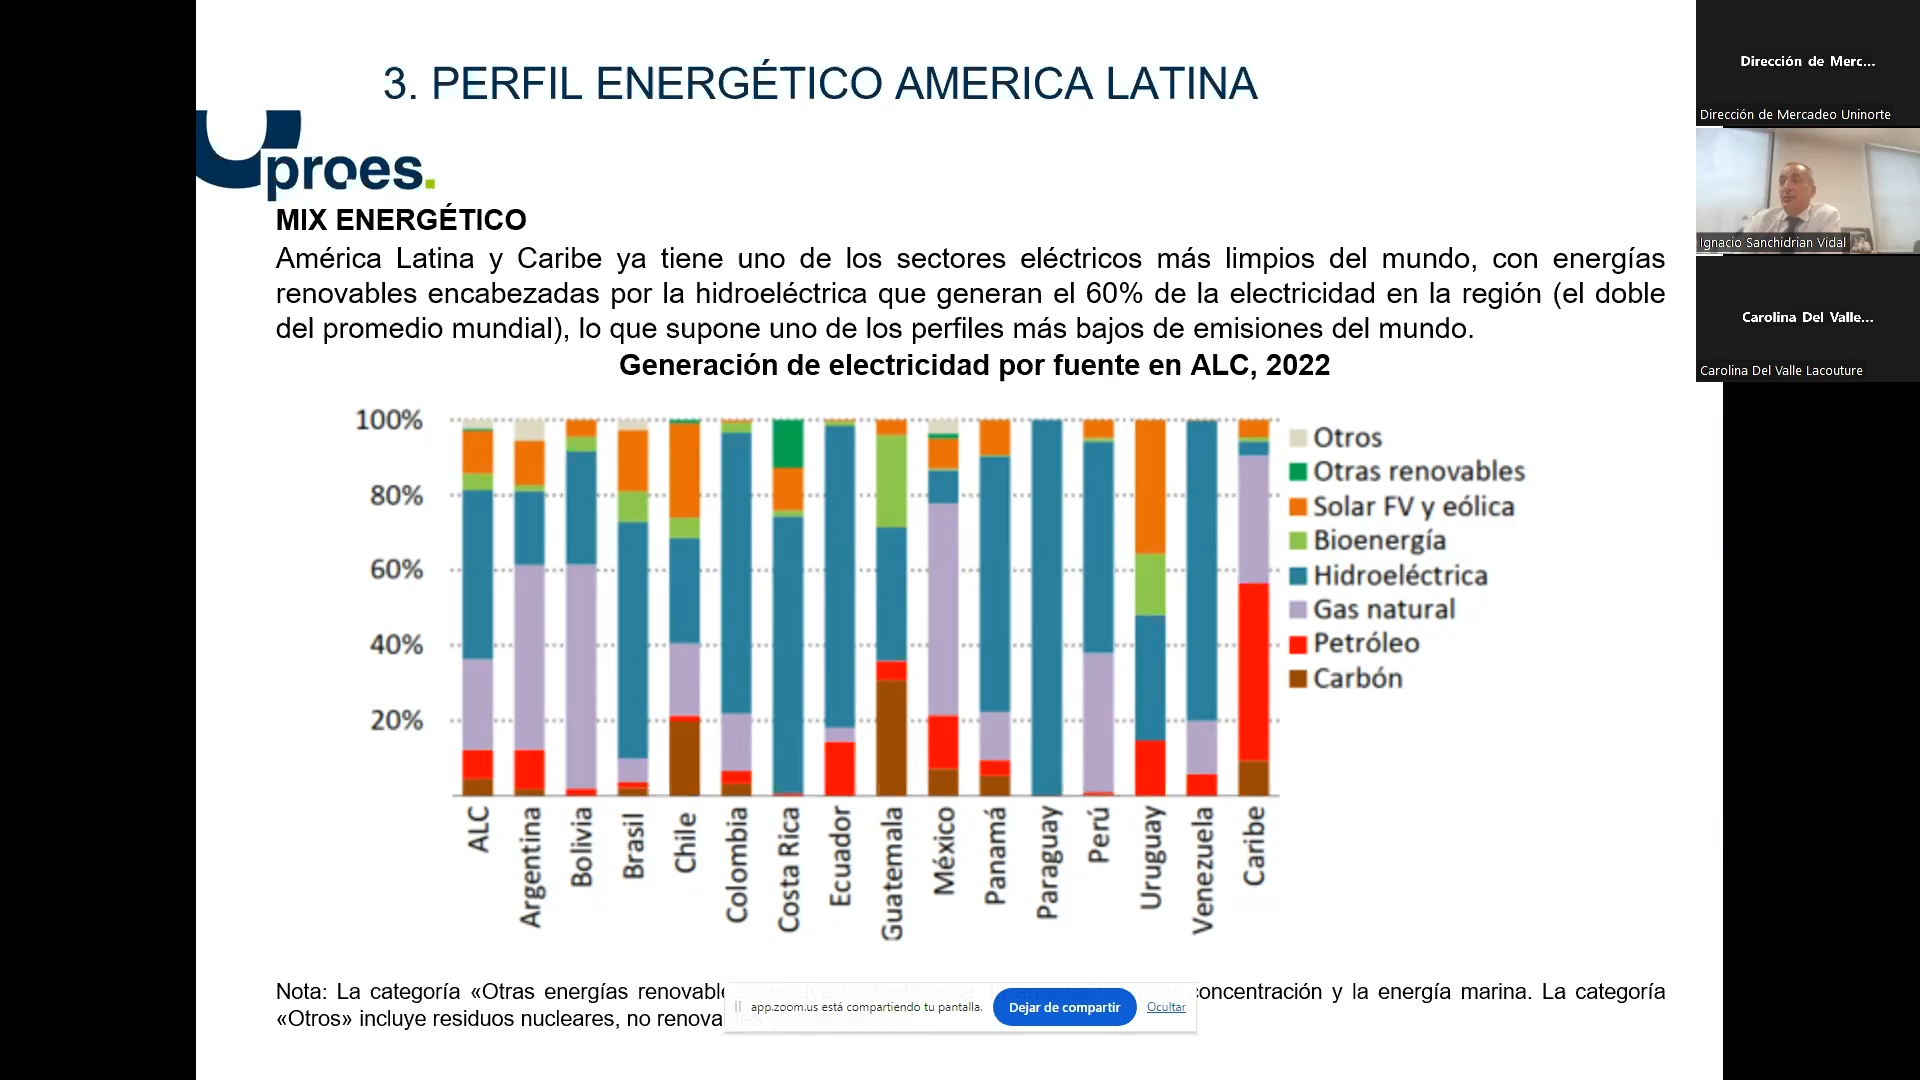 3. PERFIL ENERGÉTICO AMERICA LATINA
proes.
MIX ENERGÉTICO
América Latina y Caribe ya tiene uno de los sectores eléctricos más limpios del mundo, con energías
renovables encabezadas por la hidroeléctrica que generan el 60% de la electricidad en la región (el doble
del promedio mundial), lo que supone uno de los perfiles más bajos de emisiones del mundo.
Generación de electricidad por fuente en ALC, 2022
100%
80%
60%
40%
20%
Otros
Otras renovables
Solar FV y eólica
Bioenergía
Hidroeléctrica
Gas natural
Petróleo
Carbón
ALC
Argentina
Bolivia
Brasil
Chile
Colombia
Costa Rica
Ecuador
Guatemala
México
Panamá
Paraguay
Perú
Uruguay
Venezuela
Caribe
Nota: La categoría «Otras energías concentración y la energía marina. La categoría
«Otros» incluye residuos nucleares, no
app.zoom.us está compartiendo tu pantalla.
Dejar de compartir
Ocultar
Dirección de Merc...
Dirección de Mercadeo Uninorte
Ignacio Sanchidrian Vidal
Carolina Del Valle...
Carolina Del Valle Lacouture